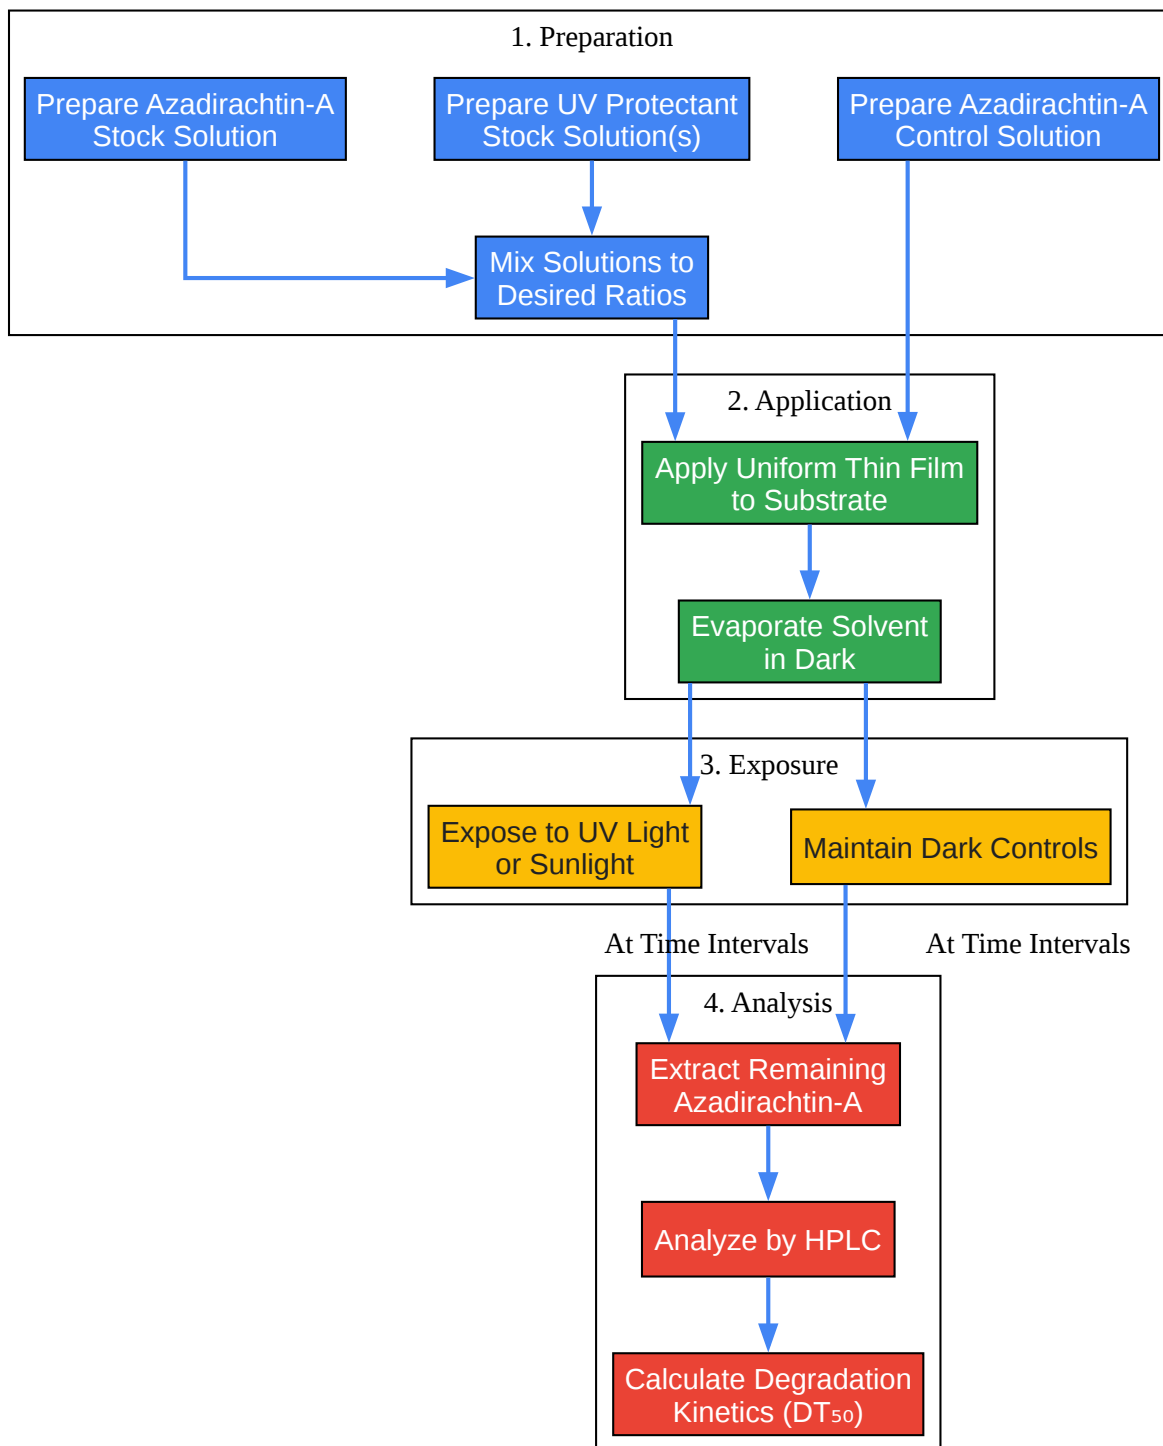 1. Preparation
Prepare Azadirachtin-A
Stock Solution
Prepare UV Protectant
Stock Solution(s)
Prepare Azadirachtin-A
Control Solution
Mix Solutions to
Desired Ratios
2. Application
Apply Uniform Thin Film
to Substrate
Evaporate Solvent
in Dark
3. Exposure
Expose to UV Light
or Sunlight
Maintain Dark Controls
At Time Intervals
At Time Intervals
4. Analysis
Extract Remaining
Azadirachtin-A
Analyze by HPLC
Calculate Degradation
Kinetics (DT₅₀)